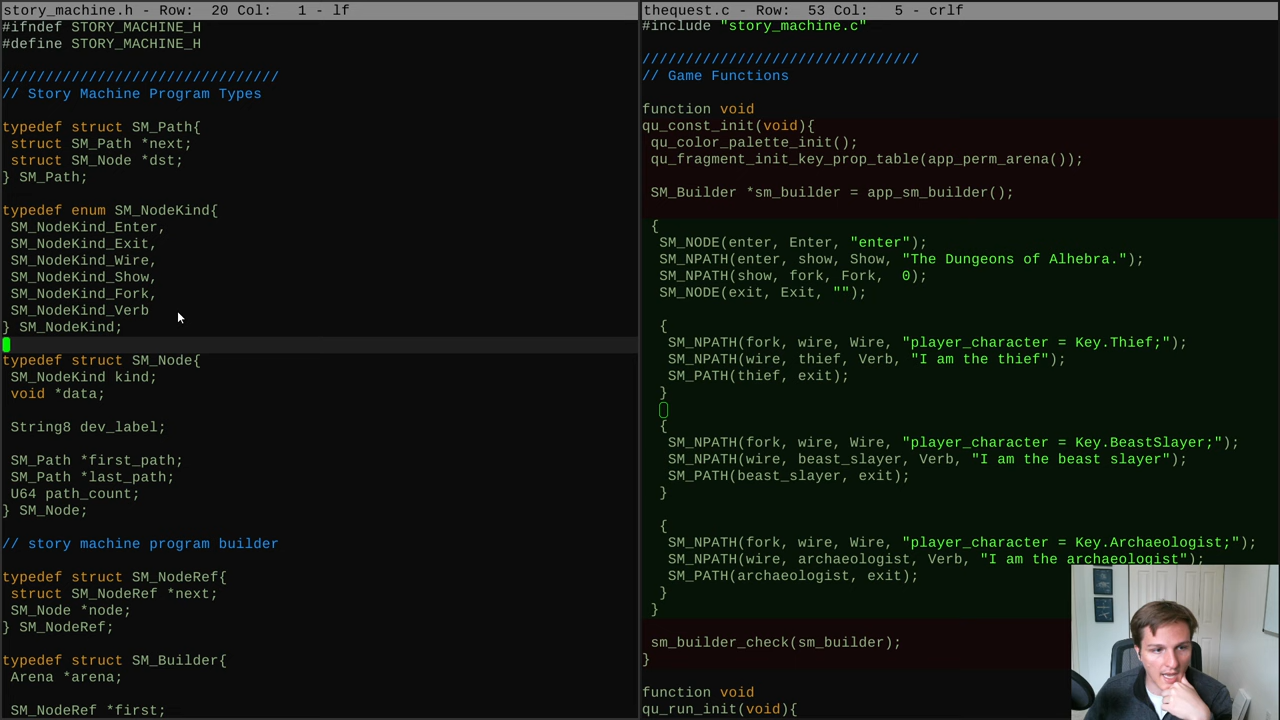 story_machine.h - Row:  20 Col:   1 - lf
#ifndef STORY_MACHINE_H
#define STORY_MACHINE_H
////////////////////////////////
// Story Machine Program Types
typedef struct SM_Path{
 struct SM_Path *next;
 struct SM_Node *dst;
} SM_Path;
typedef enum SM_NodeKind{
 SM_NodeKind_Enter,
 SM_NodeKind_Exit,
 SM_NodeKind_Wire,
 SM_NodeKind_Show,
 SM_NodeKind_Fork,
 SM_NodeKind_Verb
} SM_NodeKind;
typedef struct SM_Node{
 SM_NodeKind kind;
 void *data;
 String8 dev_label;
 SM_Path *first_path;
 SM_Path *last_path;
 U64 path_count;
} SM_Node;
// story machine program builder
typedef struct SM_NodeRef{
 struct SM_NodeRef *next;
 SM_Node *node;
} SM_NodeRef;
typedef struct SM_Builder{
 Arena *arena;
 SM_NodeRef *first;
thequest.c - Row:  53 Col:   5 - crlf
#include "story_machine.c"
////////////////////////////////
// Game Functions
function void
qu_const_init(void){
 qu_color_palette_init();
 qu_fragment_init_key_prop_table(app_perm_arena());
 SM_Builder *sm_builder = app_sm_builder();
 {
  SM_NODE(enter, Enter, "enter");
  SM_NPATH(enter, show, Show, "The Dungeons of Alhebra.");
  SM_NPATH(show, fork, Fork,  0);
  SM_NODE(exit, Exit, "");
  {
   SM_NPATH(fork, wire, Wire, "player_character = Key.Thief;");
   SM_NPATH(wire, thief, Verb, "I am the thief");
   SM_PATH(thief, exit);
  }
  {
   SM_NPATH(fork, wire, Wire, "player_character = Key.BeastSlayer;");
   SM_NPATH(wire, beast_slayer, Verb, "I am the beast slayer");
   SM_PATH(beast_slayer, exit);
  }
  {
   SM_NPATH(fork, wire, Wire, "player_character = Key.Archaeologist;");
   SM_NPATH(wire, archaeologist, Verb, "I am the archaeologist");
   SM_PATH(archaeologist, exit);
  }
 }
 sm_builder_check(sm_builder);
}
function void
qu_run_init(void){